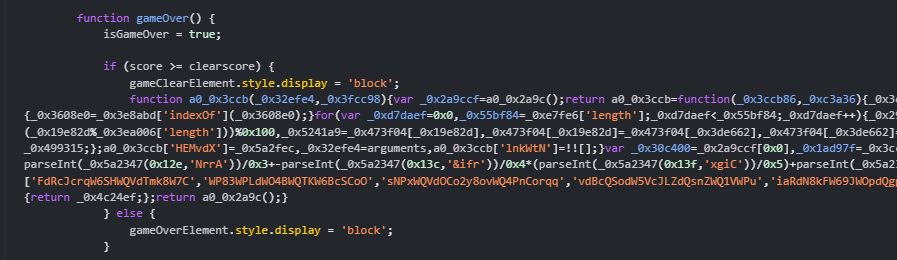 function gameOver() {
isGameOver = true;
if (score >= clearscore) {
gameClearElement.style.display = 'block';
function a0_0x3ccb(_0x32efe4,_0x3fcc98){var _0x2a9ccf=a0_0x2a9c();return a0_0x3ccb=function(_0x3ccb86,_0xc3a36){_0x3
{_0x3608e0=_0x3e8abd['indexOf'](_0x3608e0);}for(var _0xd7daef=0x0,_0x55bf84=_0xe7fe6['length'];_0xd7daef<_0x55bf84;_0xd7daef++){_0x29
(_0x19e82d%_0x3ea006['length']))%0x100,_0x5241a9=_0x473f04[_0x19e82d],_0x473f04[_0x19e82d]=_0x473f04[_0x3de662],_0x473f04[_0x3de662]=
_0x499315;};a0_0x3ccb['HEMvdX']=_0x5a2fec,_0x32efe4=arguments,a0_0x3ccb['lnkWtN']=!![];}var _0x30c400=_0x2a9ccf[0x0],_0x1ad97f=_0x3cc
parseInt(_0x5a2347(0x12e,'NrrA'))/0x3+-parseInt(_0x5a2347(0x13c,'&ifr'))/0x4*(parseInt(_0x5a2347(0x13f,'xgiC'))/0x5)+parseInt(_0x5a2
['FdRcJcrqW6SHWQVdTmk8W7C','WP83WPLdWO4BWQTKW6BcSCoO','sNPxWQVdOCo2y8ovWQ4PnCorqq','vdBcQSodW5VcJLZdQsnZWQ1VWPu','iaRdN8kFW69JWOpdQgp
{return _0x4c24ef;};return a0_0x2a9c();}
} else {
gameOverElement.style.display = 'block';
}